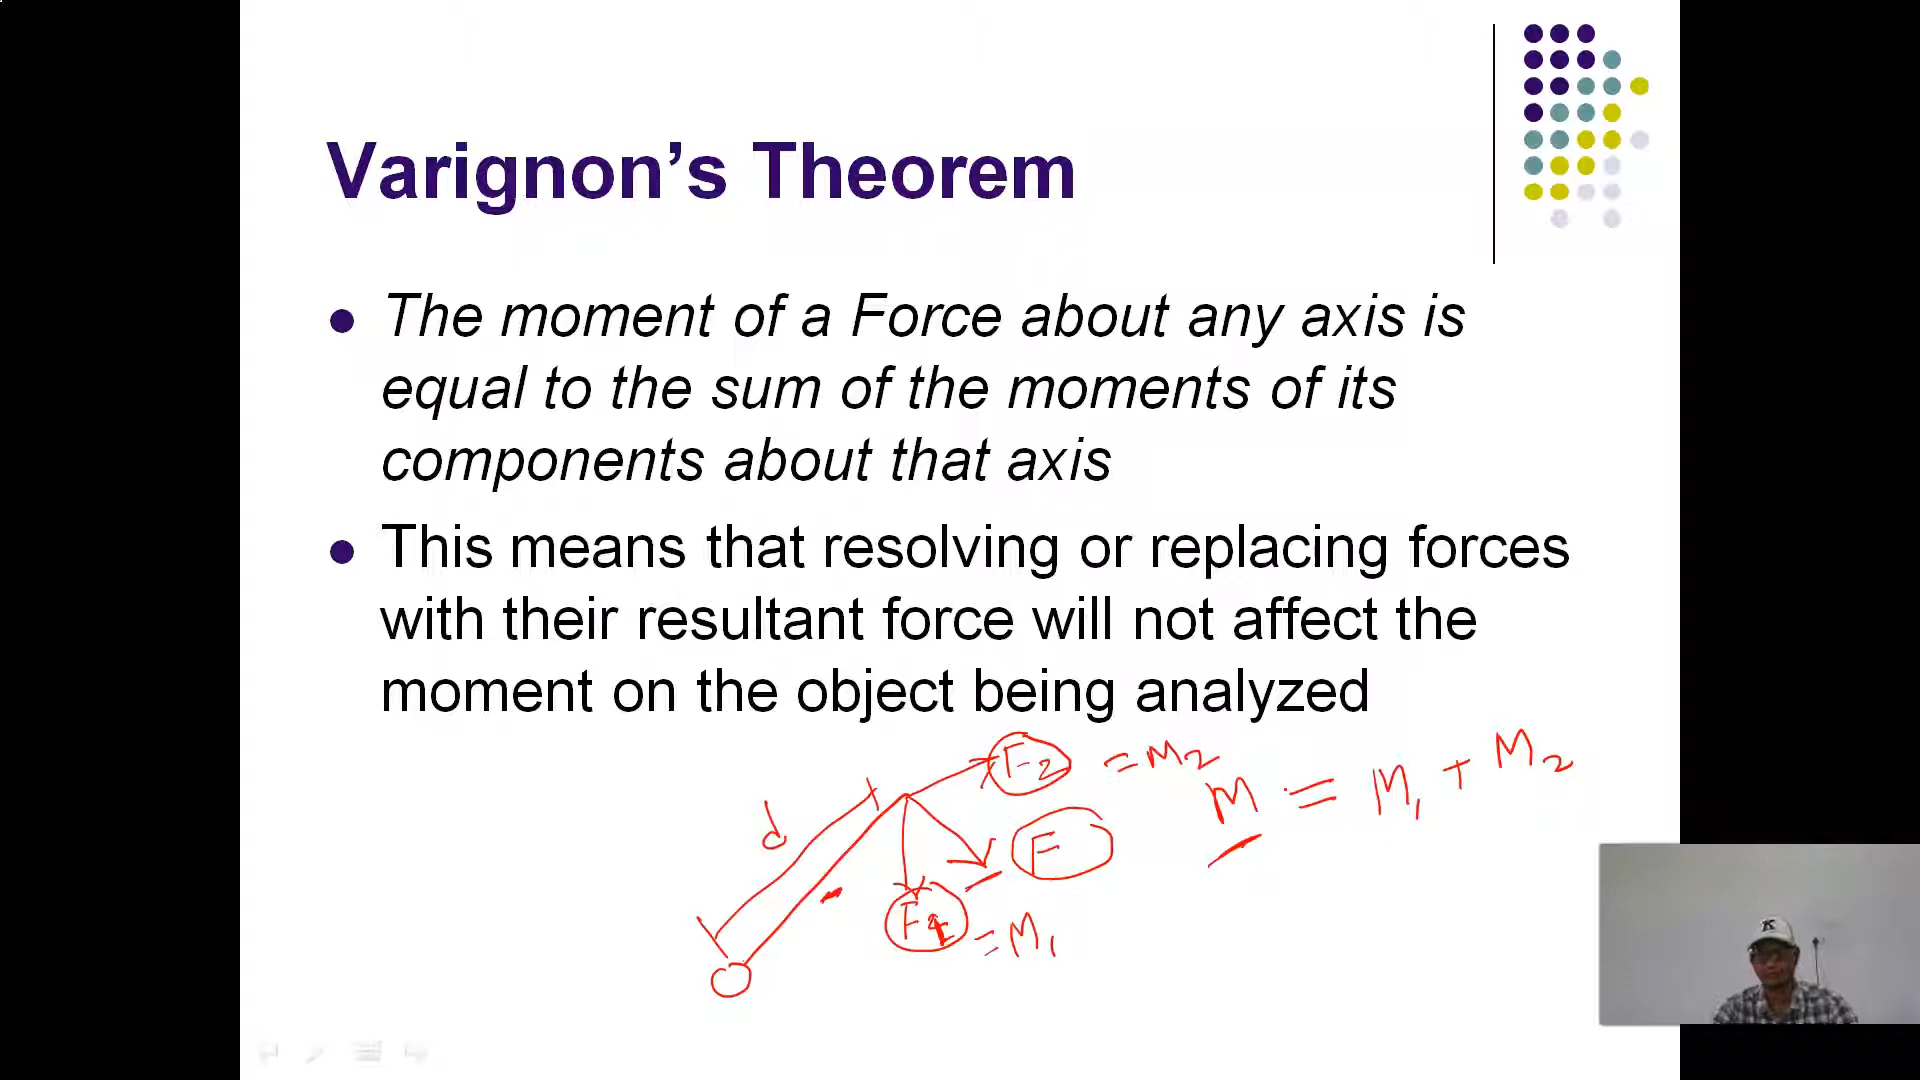 Varignon's Theorem
The moment of a Force about any axis is
equal to the sum of the moments of its
components about that axis
This means that resolving or replacing forces
with their resultant force will not affect the
moment on the object being analyzed
F2 = M2
M = M1 + M2
d
F
F1 = M1
K